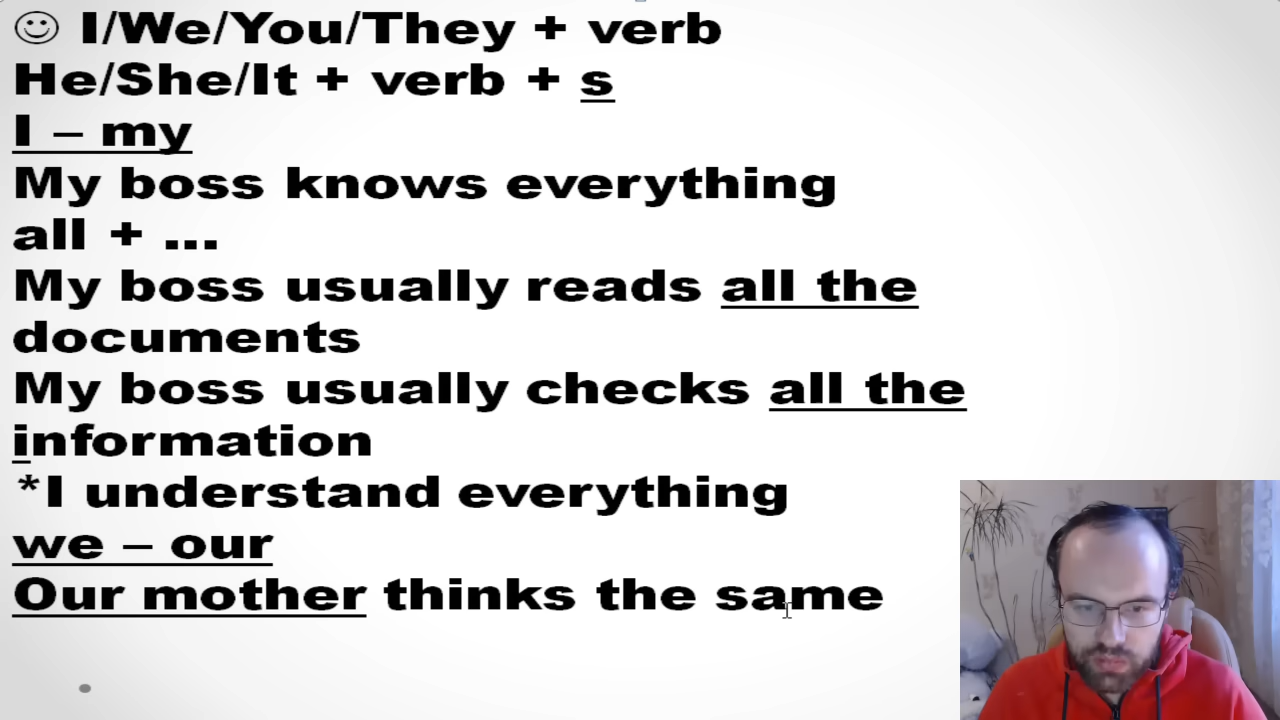 ☺ I/We/You/They + verb
He/She/It + verb + s
I – my
My boss knows everything
all + ...
My boss usually reads all the
documents
My boss usually checks all the
information
*I understand everything
we – our
Our mother thinks the same